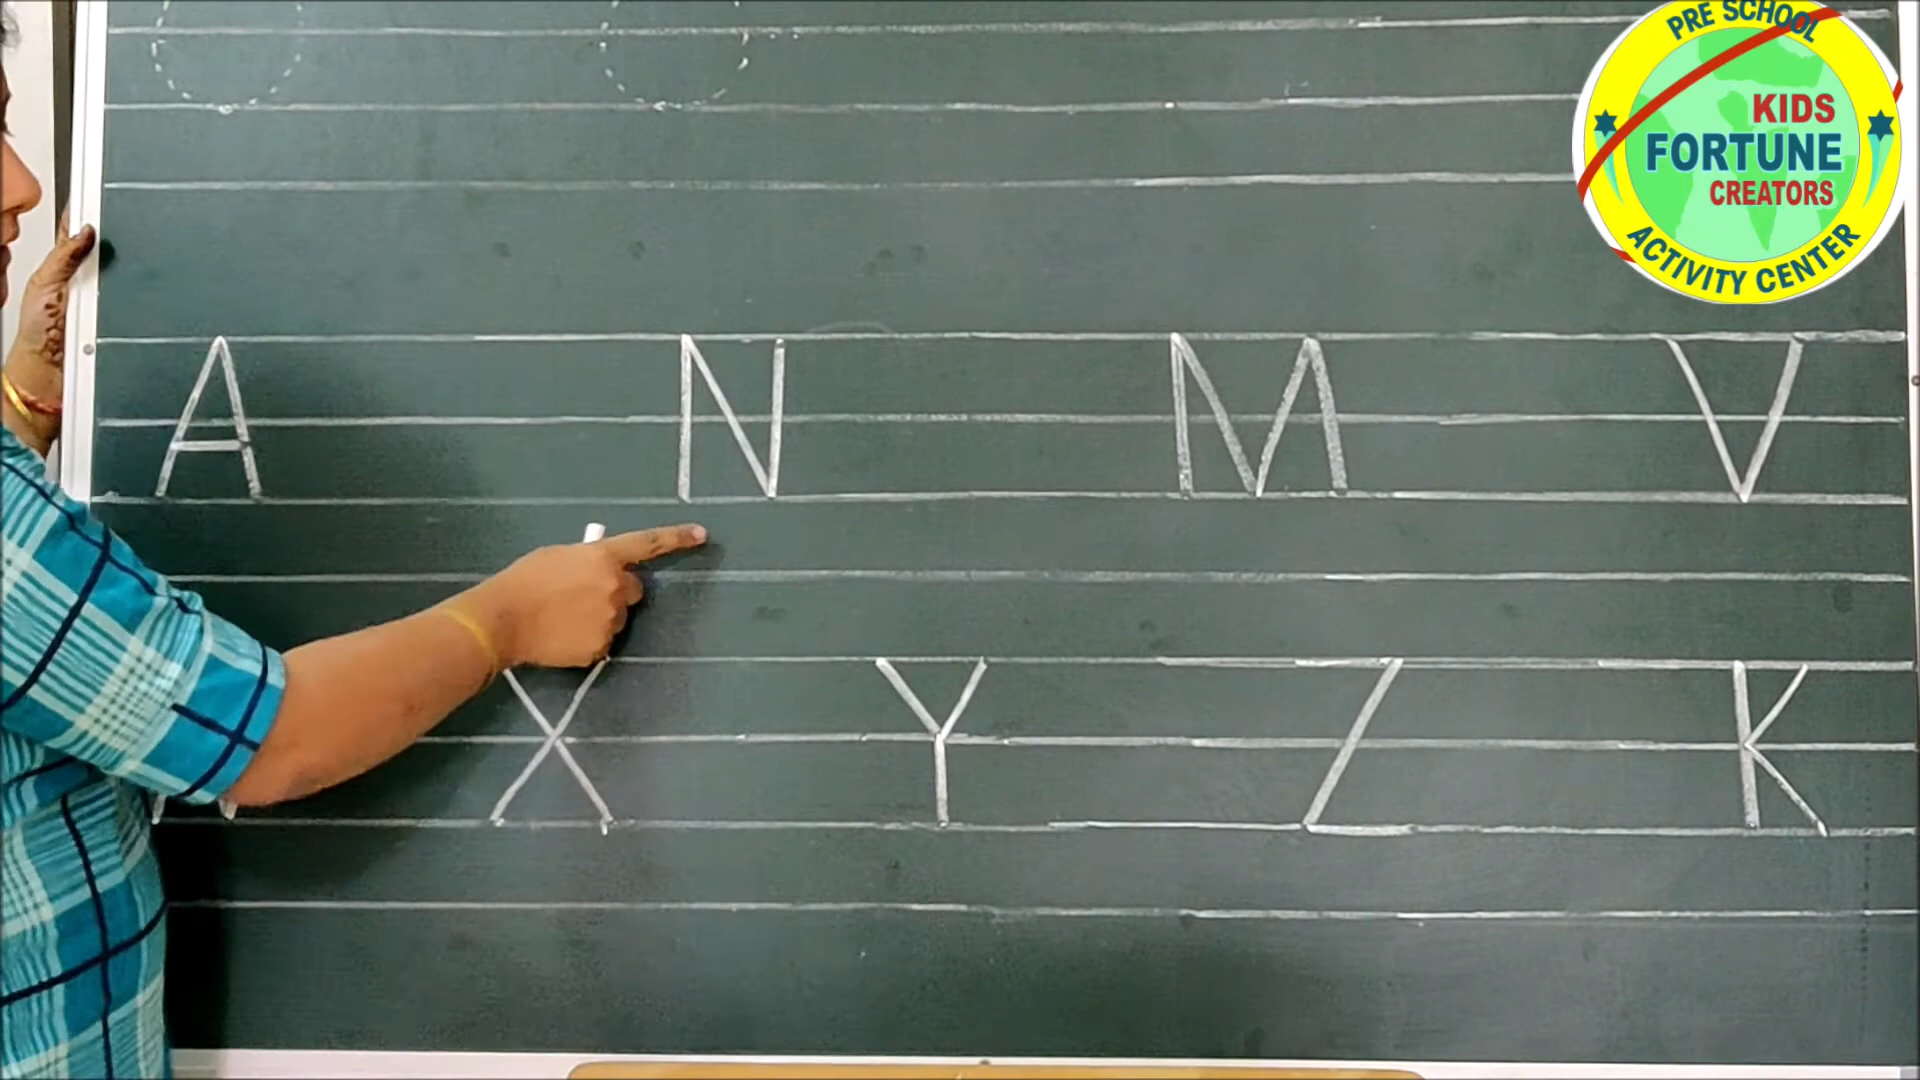 PRE SCHOOL
KIDS
FORTUNE
CREATORS
ACTIVITY CENTER
A N M V
X Y Z K